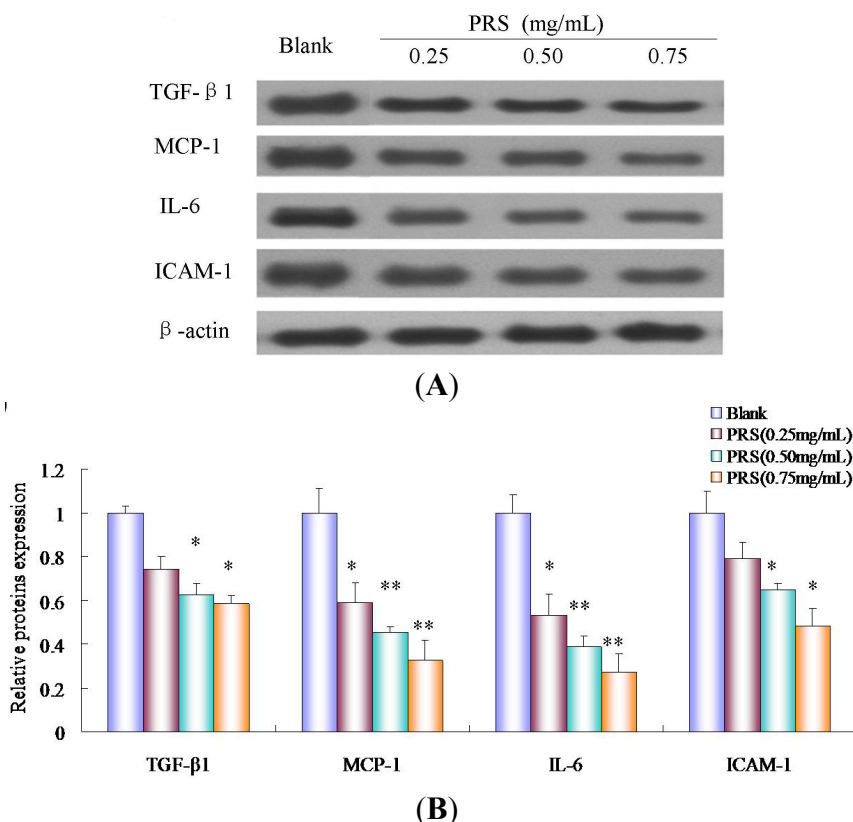 PRS (mg/mL)
Blank 0.25 0.50 0.75
TGF-β1
MCP-1
IL-6
ICAM-1
β-actin
(A)
Blank
PRS(0.25mg/mL)
PRS(0.50mg/mL)
PRS(0.75mg/mL)
Relative proteins expression
1.2
1
0.8
0.6
0.4
0.2
0
* *
* ** **
* ** **
* *
TGF-β1 MCP-1 IL-6 ICAM-1
(B)